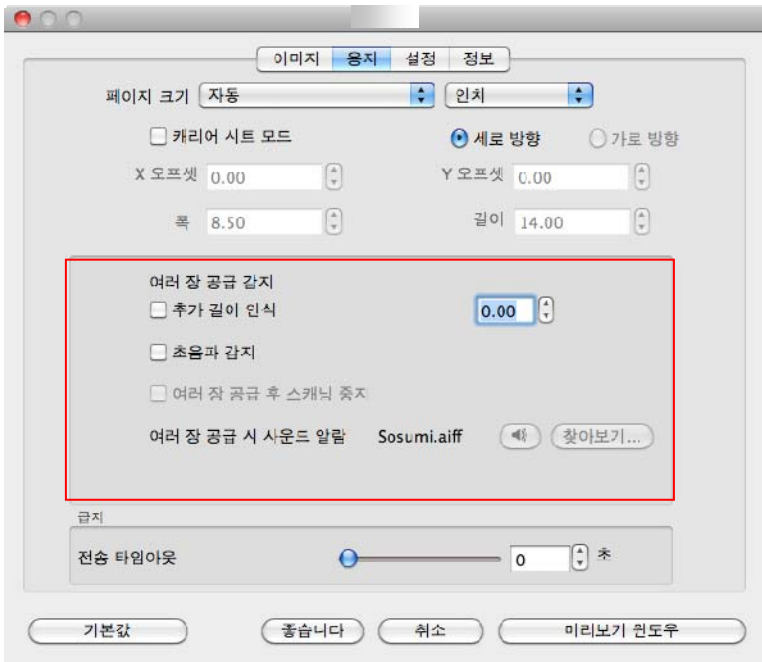 이미지 용지 설정 정보
페이지 크기 자동 인치
캐리어 시트 모드 세로 방향 가로 방향
X 오프셋 0.00 Y 오프셋 0.00
폭 8.50 길이 14.00
여러 장 공급 감지
추가 길이 인식 0.00
초음파 감지
여러 장 공급 후 스캐닝 중지
여러 장 공급 시 사운드 알람 Sosumi.aiff 찾아보기...
급지
전송 타임아웃 0 초
기본값 좋습니다 취소 미리보기 윈도우